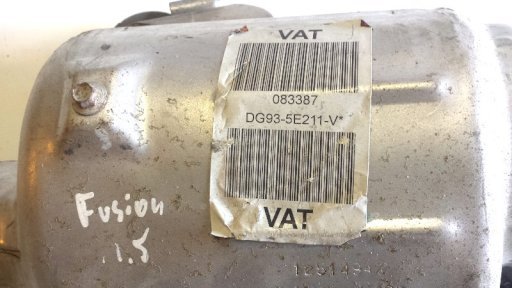 VAT
083387
DG93-5E211-V*
VAT
Fusion
1.5